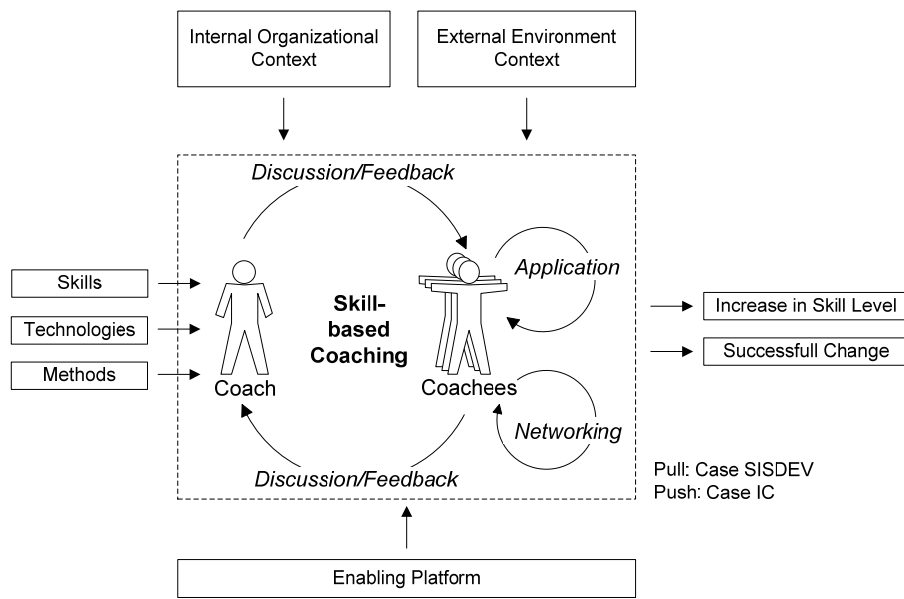 Internal Organizational
Context
External Environment
Context
Discussion/Feedback
Skills
Technologies
Methods
Application
Skill-
based
Coaching
Coach
Coachees
Networking
Discussion/Feedback
Increase in Skill Level
Successfull Change
Pull: Case SISDEV
Push: Case IC
Enabling Platform